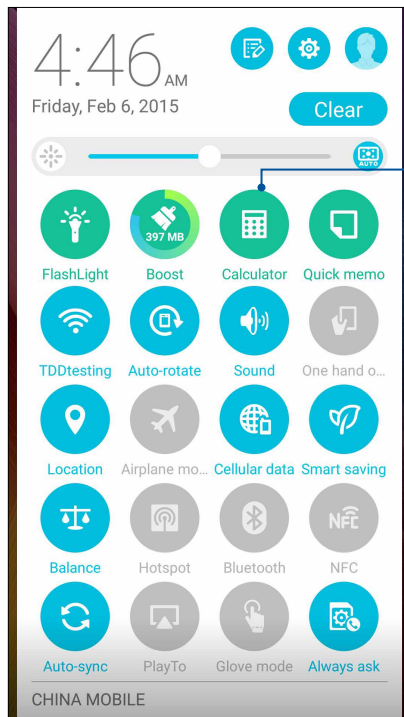 4:46 AM
Friday, Feb 6, 2015
Clear
AUTO
397 MB
FlashLight Boost Calculator Quick memo
TDDtesting Auto-rotate Sound One hand o...
Location Airplane mo... Cellular data Smart saving
NFC
Balance Hotspot Bluetooth NFC
Auto-sync PlayTo Glove mode Always ask
CHINA MOBILE